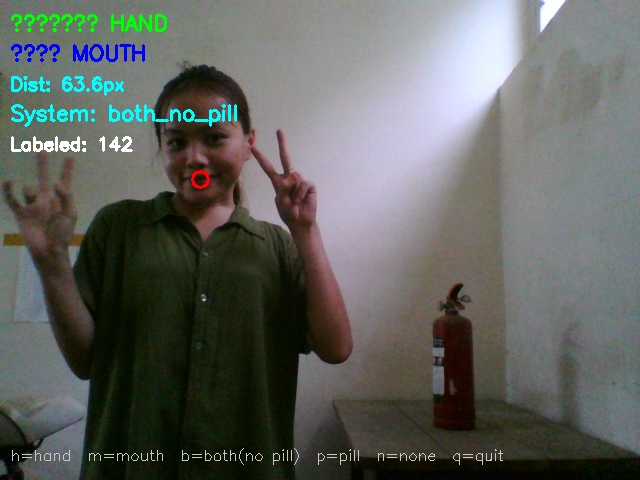 ??????? HAND
???? MOUTH
Dist: 63.6px
System: both_no_pill
Labeled: 142
h=hand m=mouth b=both(no pill) p=pill n=none q=quit